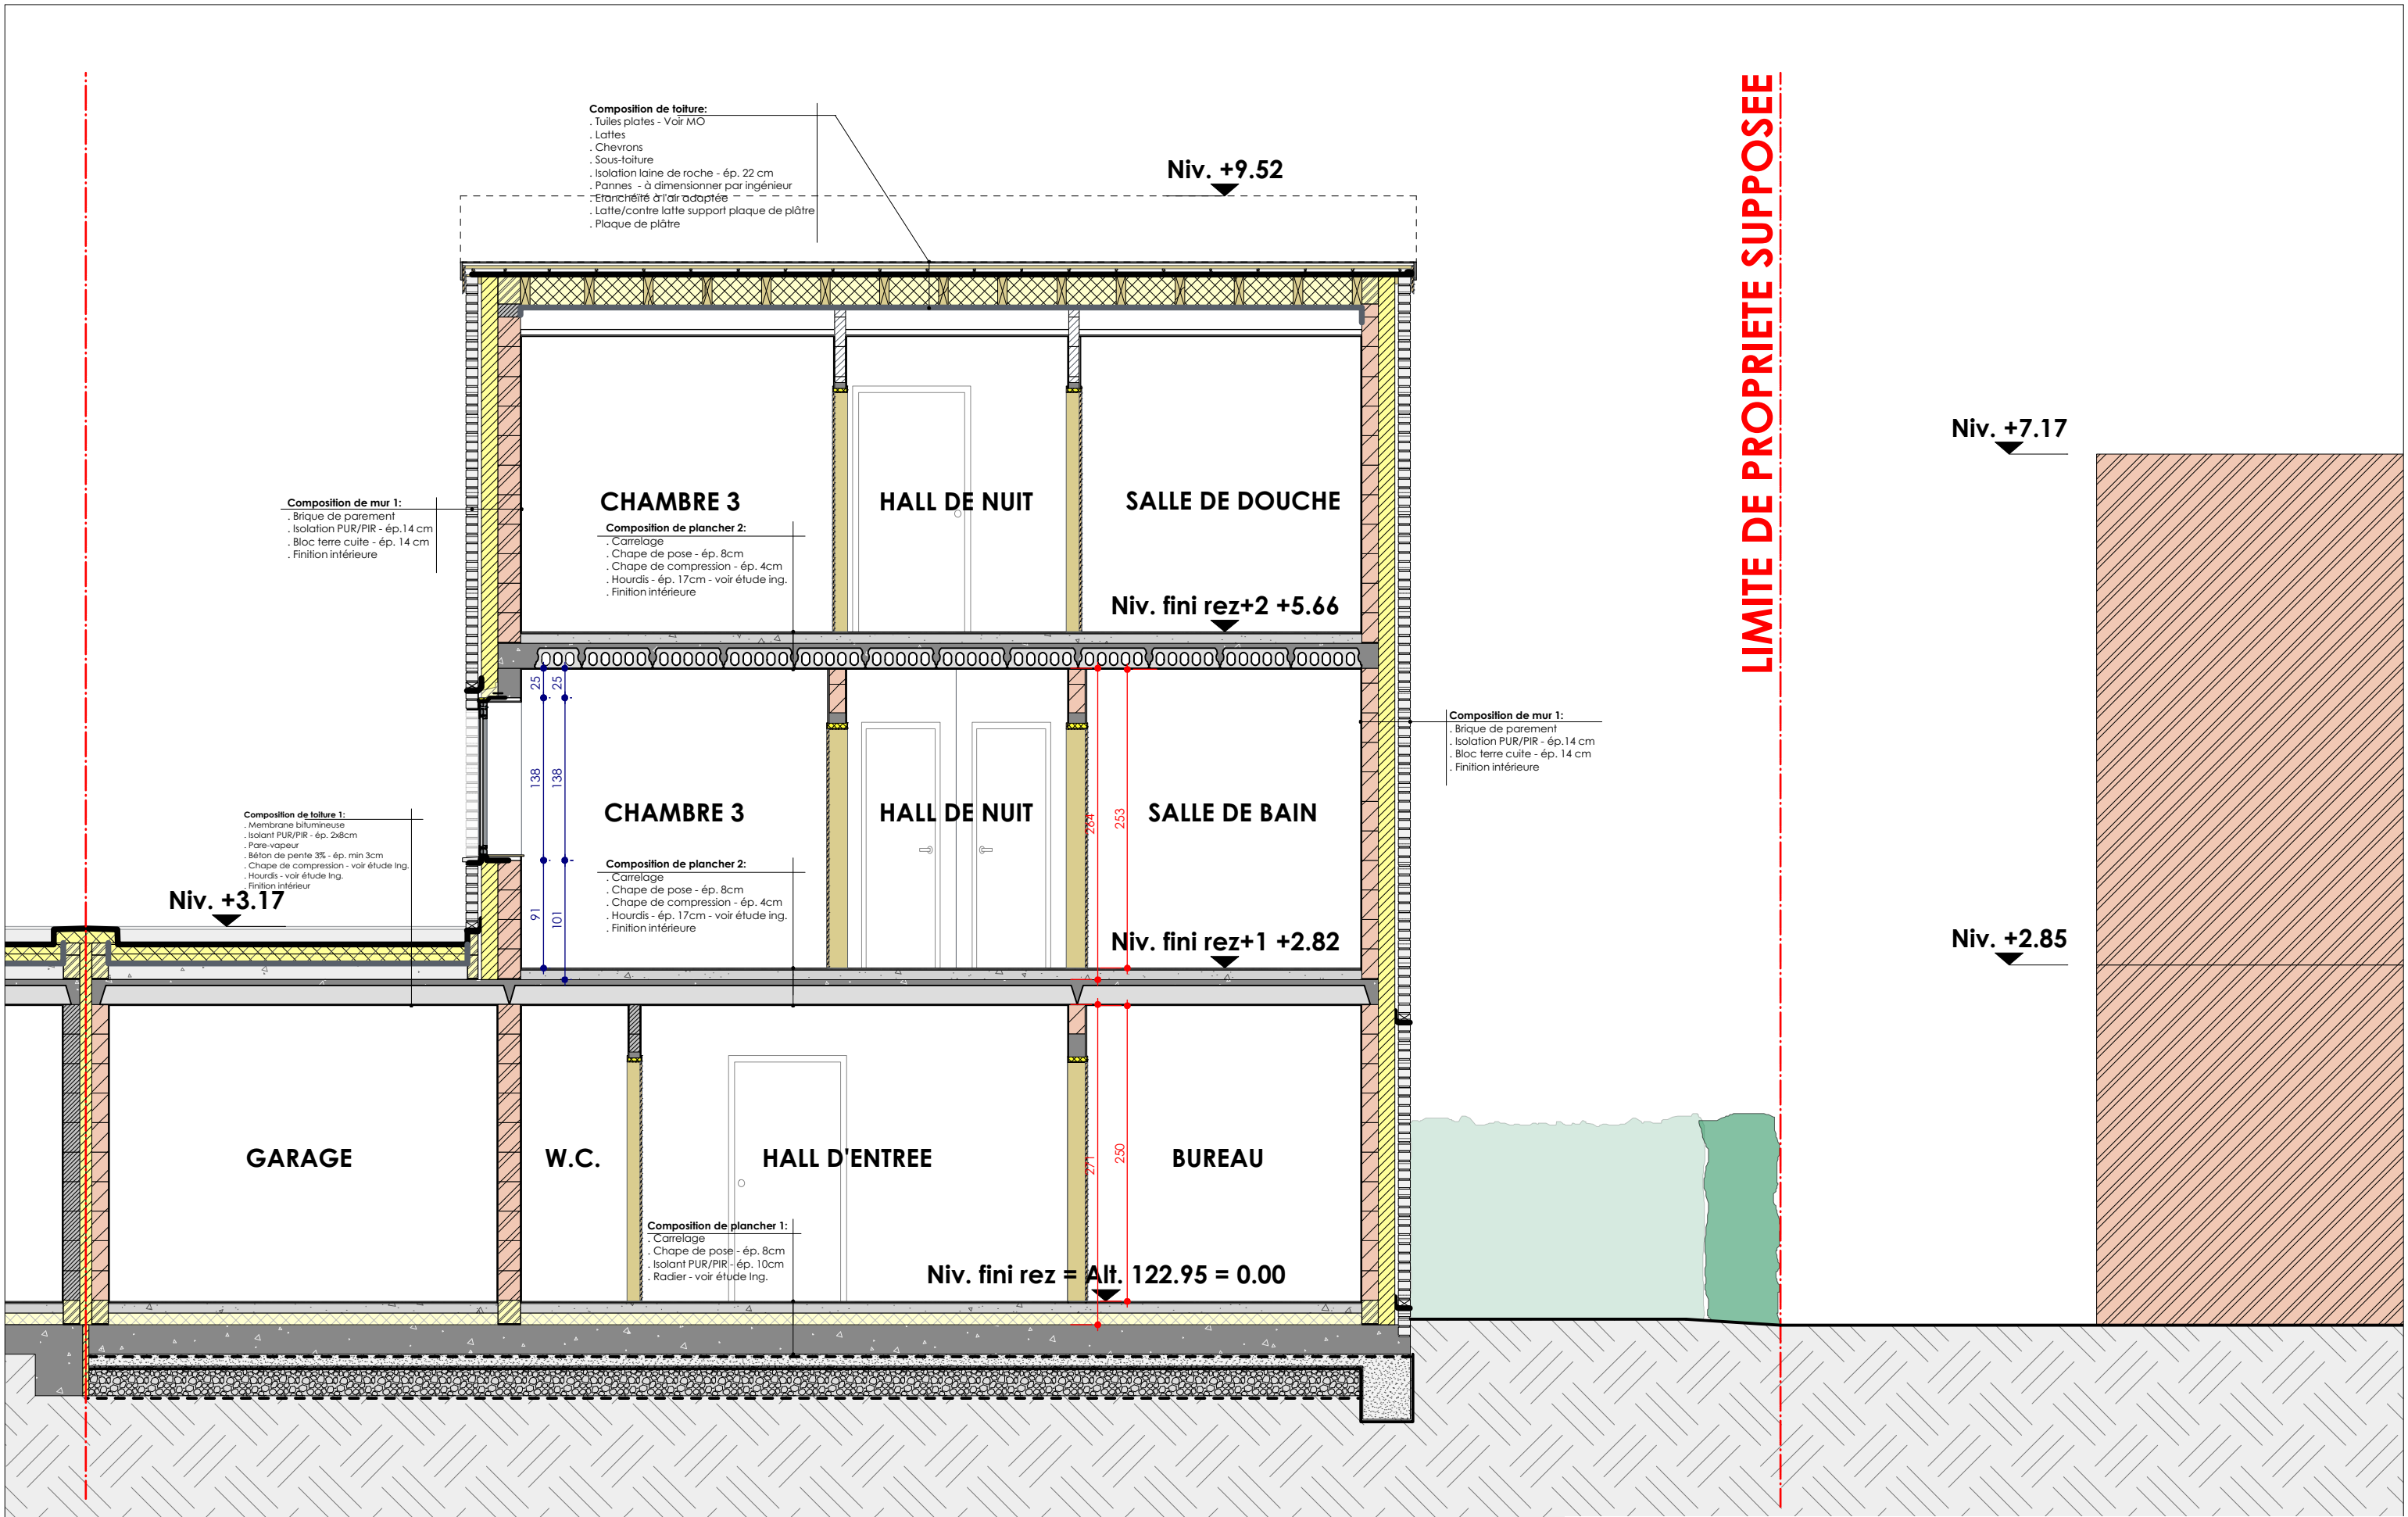 Composition de toiture:
. Tuiles plates - Voir MO
. Lattes
. Chevrons
. Sous-toiture
. Isolation laine de roche - ép. 22 cm
. Pannes - à dimensionner par ingénieur
. Etanchéité à l'air adaptée
. Latte/contre latte support plaque de plâtre
. Plaque de plâtre
Niv. +9.52
LIMITE DE PROPRIETE SUPPOSEE
Niv. +7.17
Composition de mur 1:
. Brique de parement
. Isolation PUR/PIR - ép.14 cm
. Bloc terre cuite - ép. 14 cm
. Finition intérieure
CHAMBRE 3
HALL DE NUIT
SALLE DE DOUCHE
Composition de plancher 2:
. Carrelage
. Chape de pose - ép. 8cm
. Chape de compression - ép. 4cm
. Hourdis - ép. 17cm - voir étude ing.
. Finition intérieure
Niv. fini rez+2 +5.66
25
25
138
138
91
101
Composition de mur 1:
. Brique de parement
. Isolation PUR/PIR - ép.14 cm
. Bloc terre cuite - ép. 14 cm
. Finition intérieure
CHAMBRE 3
HALL DE NUIT
264
253
SALLE DE BAIN
Composition de toiture 1:
. Membrane bitumineuse
. Isolant PUR/PIR - ép. 2x8cm
. Pare-vapeur
. Béton de pente 3% - ép. min 3cm
. Chape de compression - voir étude Ing.
. Hourdis - voir étude Ing.
. Finition intérieur
Niv. +3.17
Composition de plancher 2:
. Carrelage
. Chape de pose - ép. 8cm
. Chape de compression - ép. 4cm
. Hourdis - ép. 17cm - voir étude ing.
. Finition intérieure
Niv. fini rez+1 +2.82
Niv. +2.85
GARAGE
W.C.
HALL D'ENTREE
271
250
BUREAU
Composition de plancher 1:
. Carrelage
. Chape de pose - ép. 8cm
. Isolant PUR/PIR - ép. 10cm
. Radier - voir étude Ing.
Niv. fini rez = Alt. 122.95 = 0.00